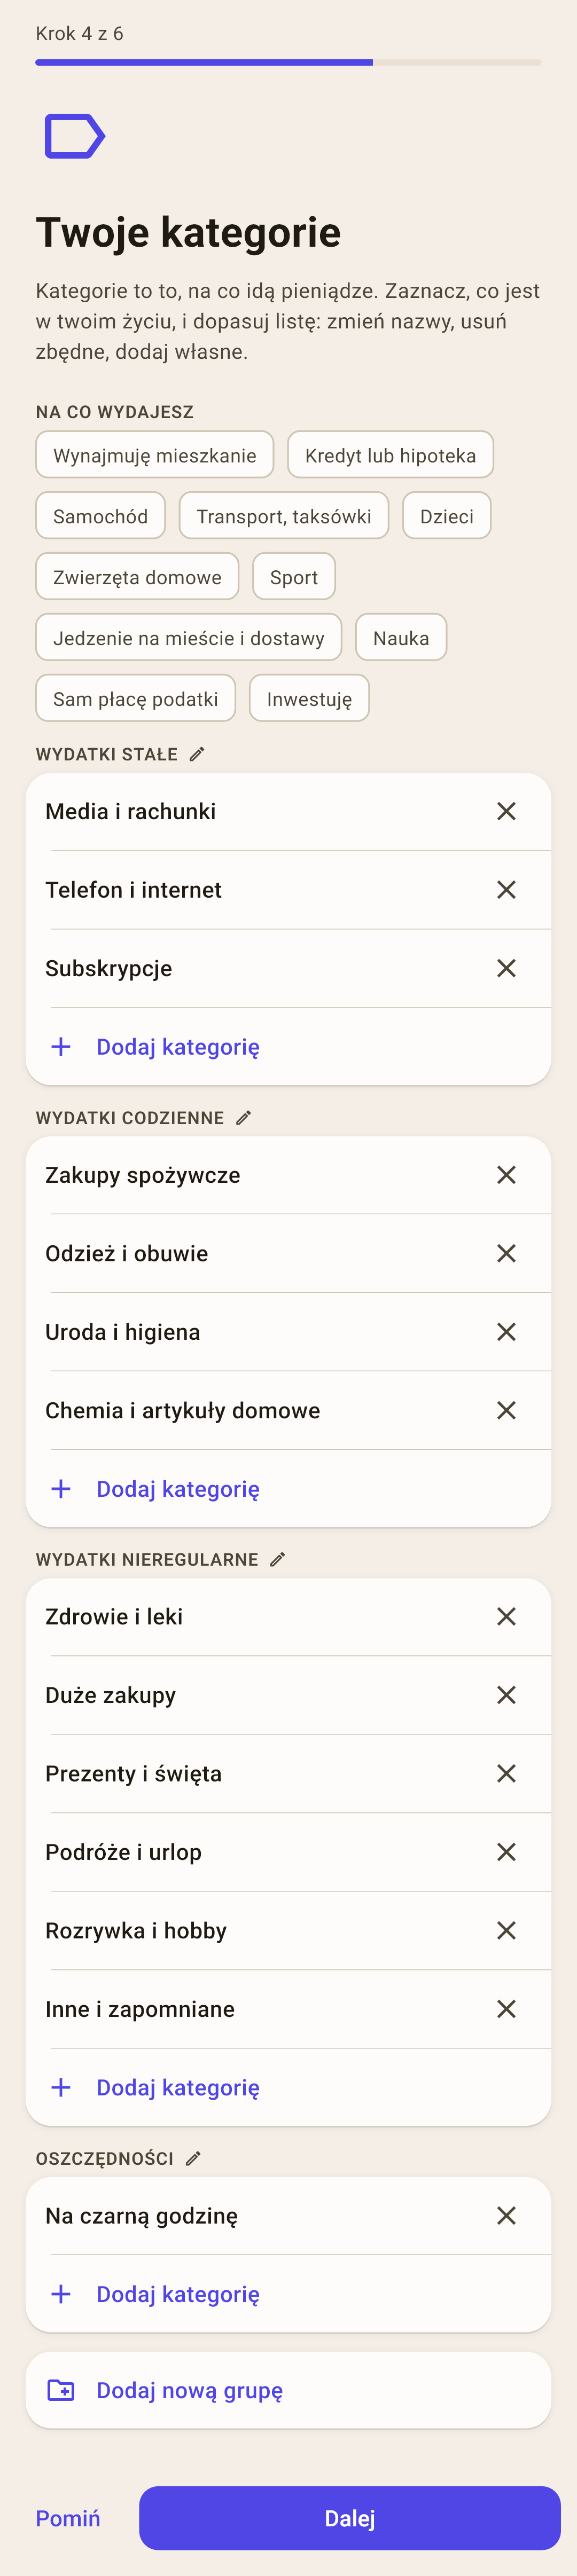 Krok 4 z 6
Twoje kategorie
Kategorie to to, na co idą pieniądze. Zaznacz, co jest
w twoim życiu, i dopasuj listę: zmień nazwy, usuń
zbędne, dodaj własne.
NA CO WYDAJESZ
Wynajmuję mieszkanie Kredyt lub hipoteka
Samochód Transport, taksówki Dzieci
Zwierzęta domowe Sport
Jedzenie na mieście i dostawy Nauka
Sam płacę podatki Inwestuję
WYDATKI STAŁE
Media i rachunki
Telefon i internet
Subskrypcje
Dodaj kategorię
WYDATKI CODZIENNE
Zakupy spożywcze
Odzież i obuwie
Uroda i higiena
Chemia i artykuły domowe
Dodaj kategorię
WYDATKI NIEREGULARNE
Zdrowie i leki
Duże zakupy
Prezenty i święta
Podróże i urlop
Rozrywka i hobby
Inne i zapomniane
Dodaj kategorię
OSZCZĘDNOŚCI
Na czarną godzinę
Dodaj kategorię
Dodaj nową grupę
Pomiń Dalej